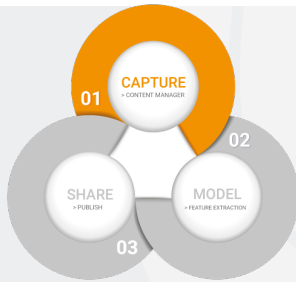 01
CAPTURE
> CONTENT MANAGER
02
MODEL
> FEATURE EXTRACTION
03
SHARE
> PUBLISH